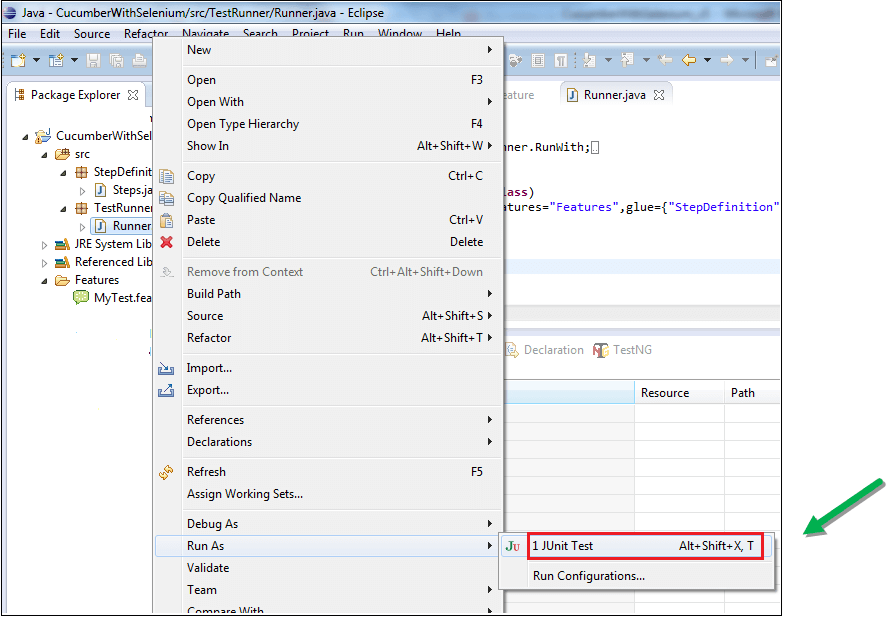 Java - CucumberWithSelenium/src/TestRunner/Runner.java - Eclipse
File Edit Source Refactor Navigate Search Project Run Window Help
Package Explorer
eature
Runner.java
CucumberWithSel
src
StepDefinit
Steps.ja
TestRunner
Runner
JRE System Lib
Referenced Lib
Features
MyTest.fea
New
Open F3
Open With
Open Type Hierarchy F4
Show In Alt+Shift+W
Copy Ctrl+C
Copy Qualified Name
Paste Ctrl+V
Delete Delete
Remove from Context Ctrl+Alt+Shift+Down
Build Path
Source Alt+Shift+S
Refactor Alt+Shift+T
Import...
Export...
References
Declarations
Refresh F5
Assign Working Sets...
Debug As
Run As
Validate
Team
Compare With
nner.RunWith;
lass)
atures="Features",glue={"StepDefinition"
Declaration
TestNG
Resource Path
JU 1 JUnit Test Alt+Shift+X, T
Run Configurations...